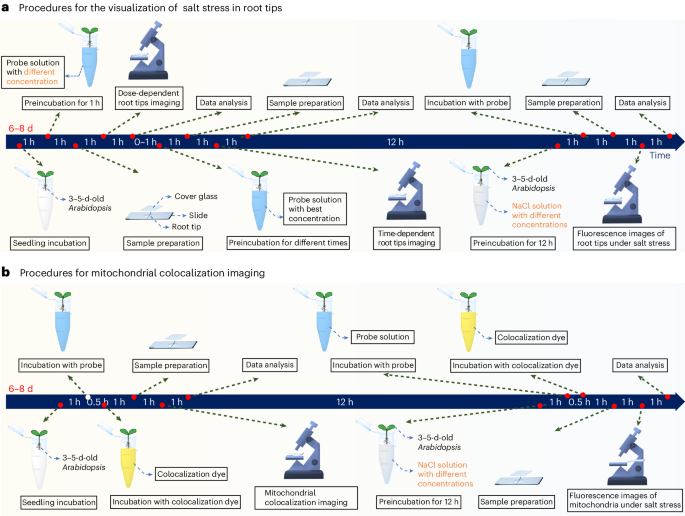 a Procedures for the visualization of salt stress in root tips
Probe solution
with different
concentration
Preincubation for 1 h
Dose-dependent
root tips imaging
Data analysis
Sample preparation
Data analysis
Incubation with probe
Sample preparation
Data analysis
6–8 d
1 h 1 h 1 h 1 h 0–1 h 1 h 1 h 1 h 12 h 1 h 1 h 1 h 1 h
Time
3–5-d-old
Arabidopsis
Seedling incubation
Cover glass
Slide
Root tip
Sample preparation
Probe solution
with best
concentration
Preincubation for different times
Time-dependent
root tips imaging
3–5-d-old
Arabidopsis
NaCl solution
with different
concentrations
Preincubation for 12 h
Fluorescence images of
root tips under salt stress
b Procedures for mitochondrial colocalization imaging
Incubation with probe
Sample preparation
Data analysis
Probe solution
Incubation with probe
Colocalization dye
Incubation with colocalization dye
Data analysis
6–8 d
1 h 0.5 h 1 h 1 h 1 h 12 h 1 h 0.5 h 1 h 1 h 1 h
3–5-d-old
Arabidopsis
Seedling incubation
Colocalization dye
Incubation with colocalization dye
Mitochondrial
colocalization imaging
3–5-d-old
Arabidopsis
NaCl solution
with different
concentrations
Preincubation for 12 h
Sample preparation
Fluorescence images of
mitochondria under salt stress